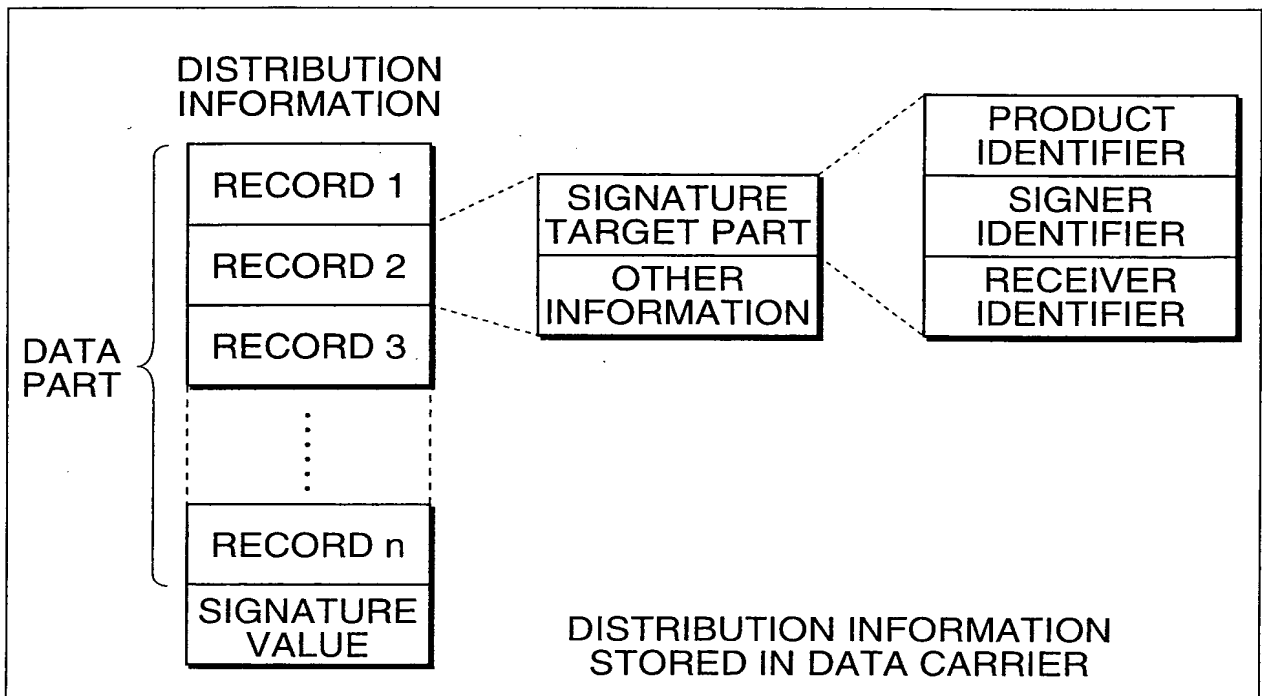 DISTRIBUTION
INFORMATION
RECORD 1
RECORD 2
RECORD 3
RECORD n
SIGNATURE
VALUE
DATA
PART
SIGNATURE
TARGET PART
OTHER
INFORMATION
PRODUCT
IDENTIFIER
SIGNER
IDENTIFIER
RECEIVER
IDENTIFIER
DISTRIBUTION INFORMATION
STORED IN DATA CARRIER